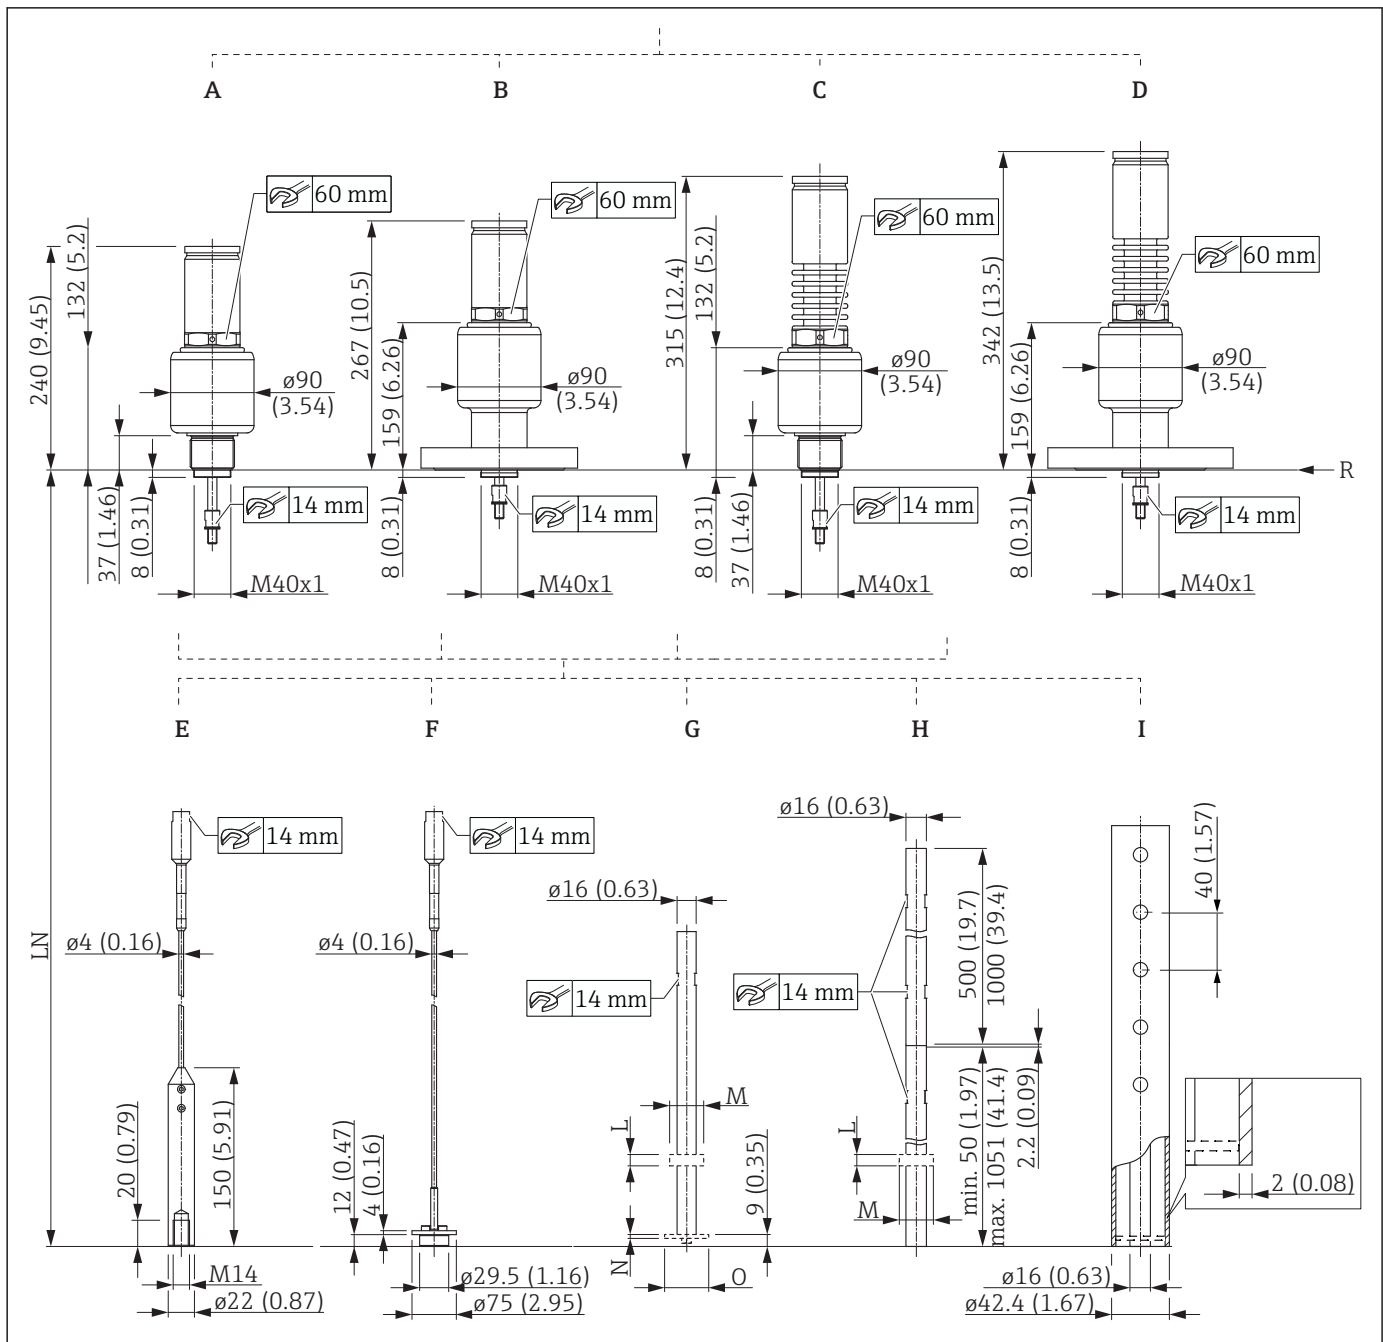 A
B
C
D
60 mm
60 mm
60 mm
60 mm
240 (9.45)
132 (5.2)
267 (10.5)
159 (6.26)
315 (12.4)
132 (5.2)
342 (13.5)
159 (6.26)
ø90
(3.54)
ø90
(3.54)
ø90
(3.54)
ø90
(3.54)
R
37 (1.46)
8 (0.31)
14 mm
8 (0.31)
14 mm
8 (0.31)
37 (1.46)
14 mm
8 (0.31)
14 mm
M40x1
M40x1
M40x1
M40x1
E
F
G
H
I
LN
14 mm
14 mm
ø16 (0.63)
ø16 (0.63)
40 (1.57)
ø4 (0.16)
ø4 (0.16)
14 mm
14 mm
500 (19.7)
1000 (39.4)
20 (0.79)
150 (5.91)
12 (0.47)
4 (0.16)
L
M
9 (0.35)
L
M
min. 50 (1.97)
max. 1051 (41.4)
2.2 (0.09)
2 (0.08)
N
O
M14
ø22 (0.87)
ø29.5 (1.16)
ø75 (2.95)
ø16 (0.63)
ø42.4 (1.67)